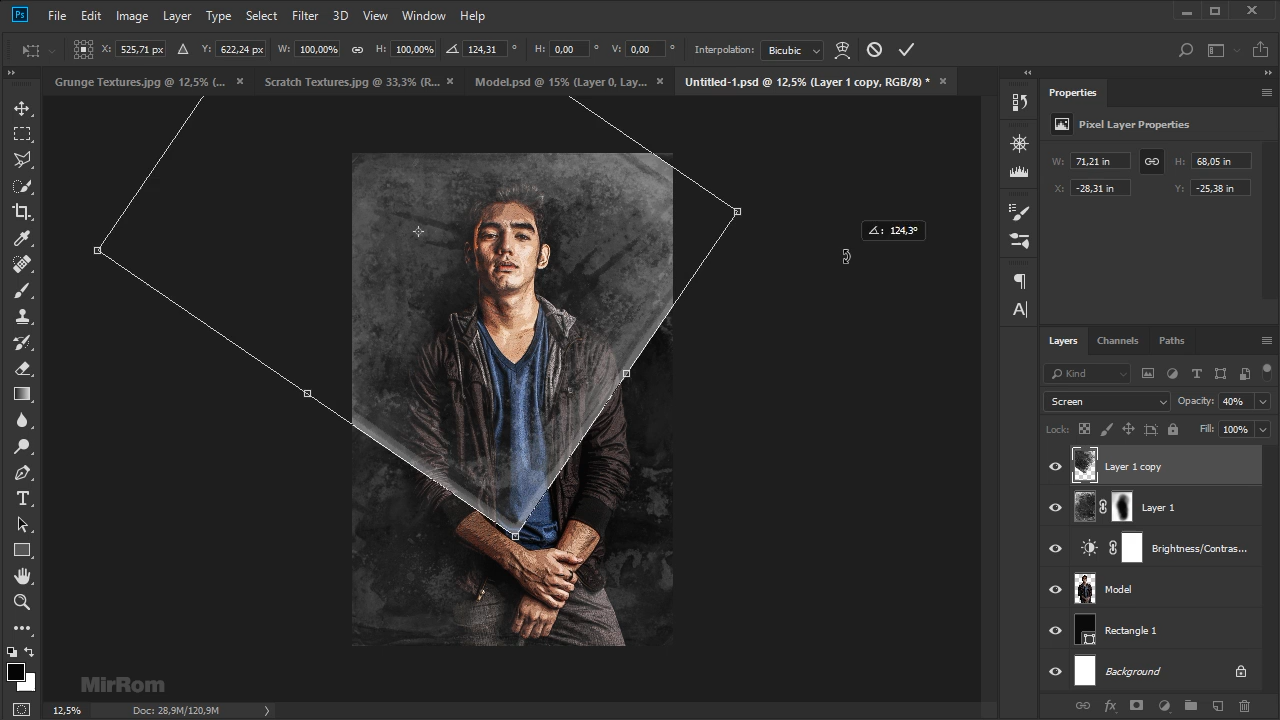 Ps File Edit Image Layer Type Select Filter 3D View Window Help
X: 525,71 px Y: 622,24 px W: 100,00% H: 100,00% 124,31 ° H: 0,00 ° V: 0,00 ° Interpolation: Bicubic
Grunge Textures.jpg @ 12,5% (... × Scratch Textures.jpg @ 33,3% (R... × Model.psd @ 15% (Layer 0, Lay... × Untitled-1.psd @ 12,5% (Layer 1 copy, RGB/8) * ×
Properties
Pixel Layer Properties
W: 71,21 in H: 68,05 in
X: -28,31 in Y: -25,38 in
: 124,3°
Layers Channels Paths
Kind
Screen Opacity: 40%
Lock: Fill: 100%
Layer 1 copy
Layer 1
Brightness/Contras...
Model
Rectangle 1
Background
MirRom
12,5% Doc: 28,9M/120,9M